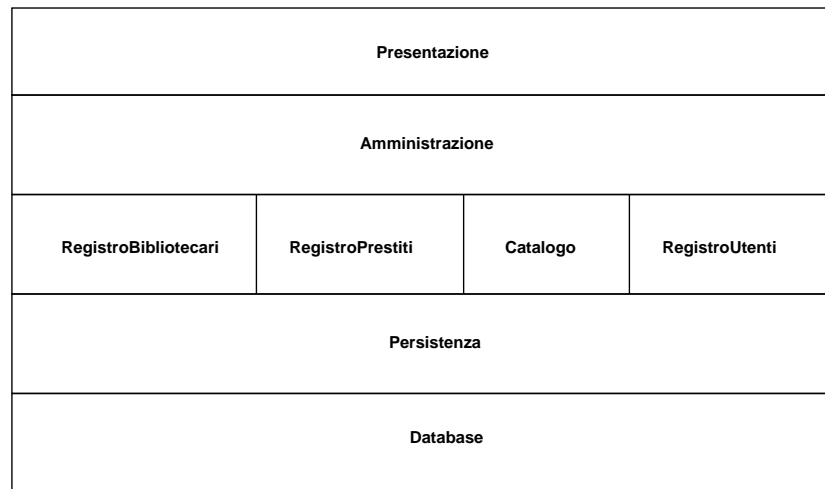 Presentazione
Amministrazione
RegistroBibliotecari RegistroPrestiti Catalogo RegistroUtenti
Persistenza
Database